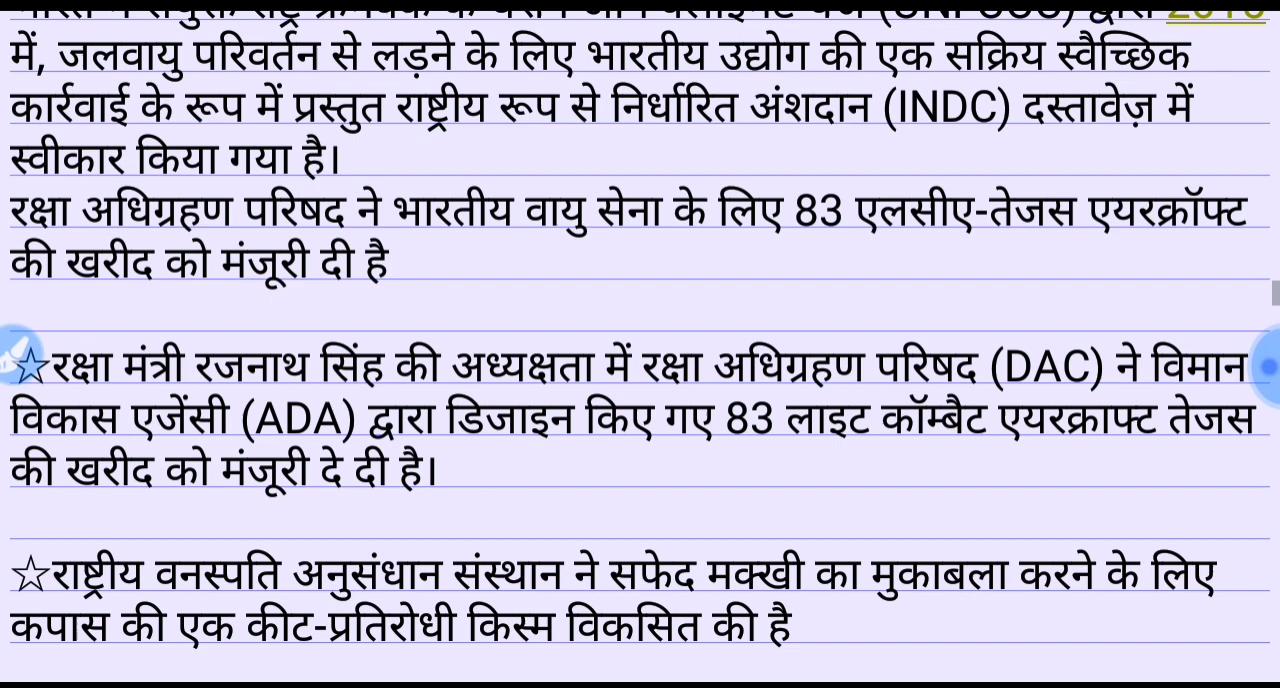 में, जलवायु परिवर्तन से लड़ने के लिए भारतीय उद्योग की एक सक्रिय स्वैच्छिक
कार्रवाई के रूप में प्रस्तुत राष्ट्रीय रूप से निर्धारित अंशदान (INDC) दस्तावेज़ में
स्वीकार किया गया है।
रक्षा अधिग्रहण परिषद ने भारतीय वायु सेना के लिए 83 एलसीए-तेजस एयरक्रॉफ्ट
की खरीद को मंजूरी दी है
☆रक्षा मंत्री रजनाथ सिंह की अध्यक्षता में रक्षा अधिग्रहण परिषद (DAC) ने विमान
विकास एजेंसी (ADA) द्वारा डिजाइन किए गए 83 लाइट कॉम्बैट एयरक्राफ्ट तेजस
की खरीद को मंजूरी दे दी है।
☆राष्ट्रीय वनस्पति अनुसंधान संस्थान ने सफेद मक्खी का मुकाबला करने के लिए
कपास की एक कीट-प्रतिरोधी किस्म विकसित की है